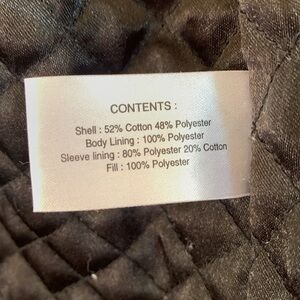 CONTENTS :
Shell : 52% Cotton 48% Polyester
Body Lining : 100% Polyester
Sleeve lining : 80% Polyester 20% Cotton
Fill : 100% Polyester